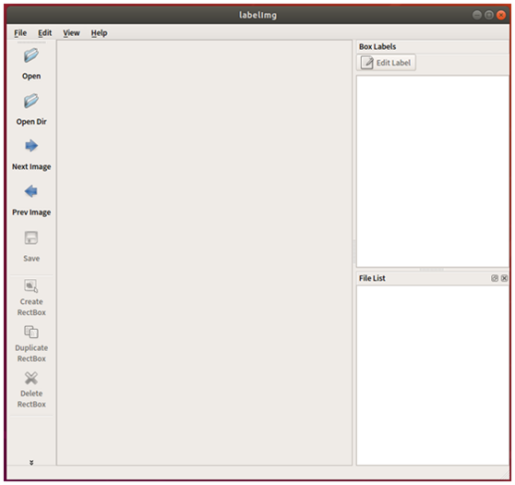 labelImg
File Edit View Help
Open
Open Dir
Next Image
Prev Image
Save
Create
RectBox
Duplicate
RectBox
Delete
RectBox
Box Labels
Edit Label
File List